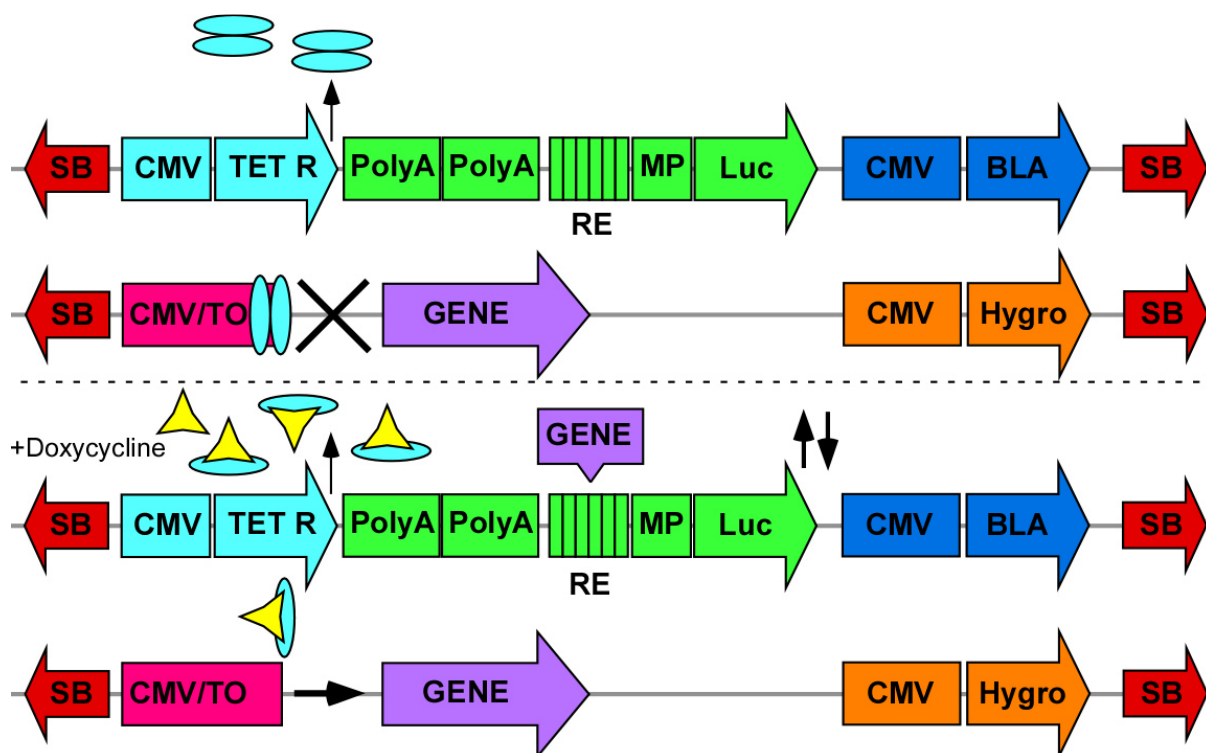 SB CMV TET R PolyA PolyA MP Luc CMV BLA SB
RE
SB CMV/TO GENE CMV Hygro SB
+Doxycycline GENE
SB CMV TET R PolyA PolyA MP Luc CMV BLA SB
RE
SB CMV/TO GENE CMV Hygro SB